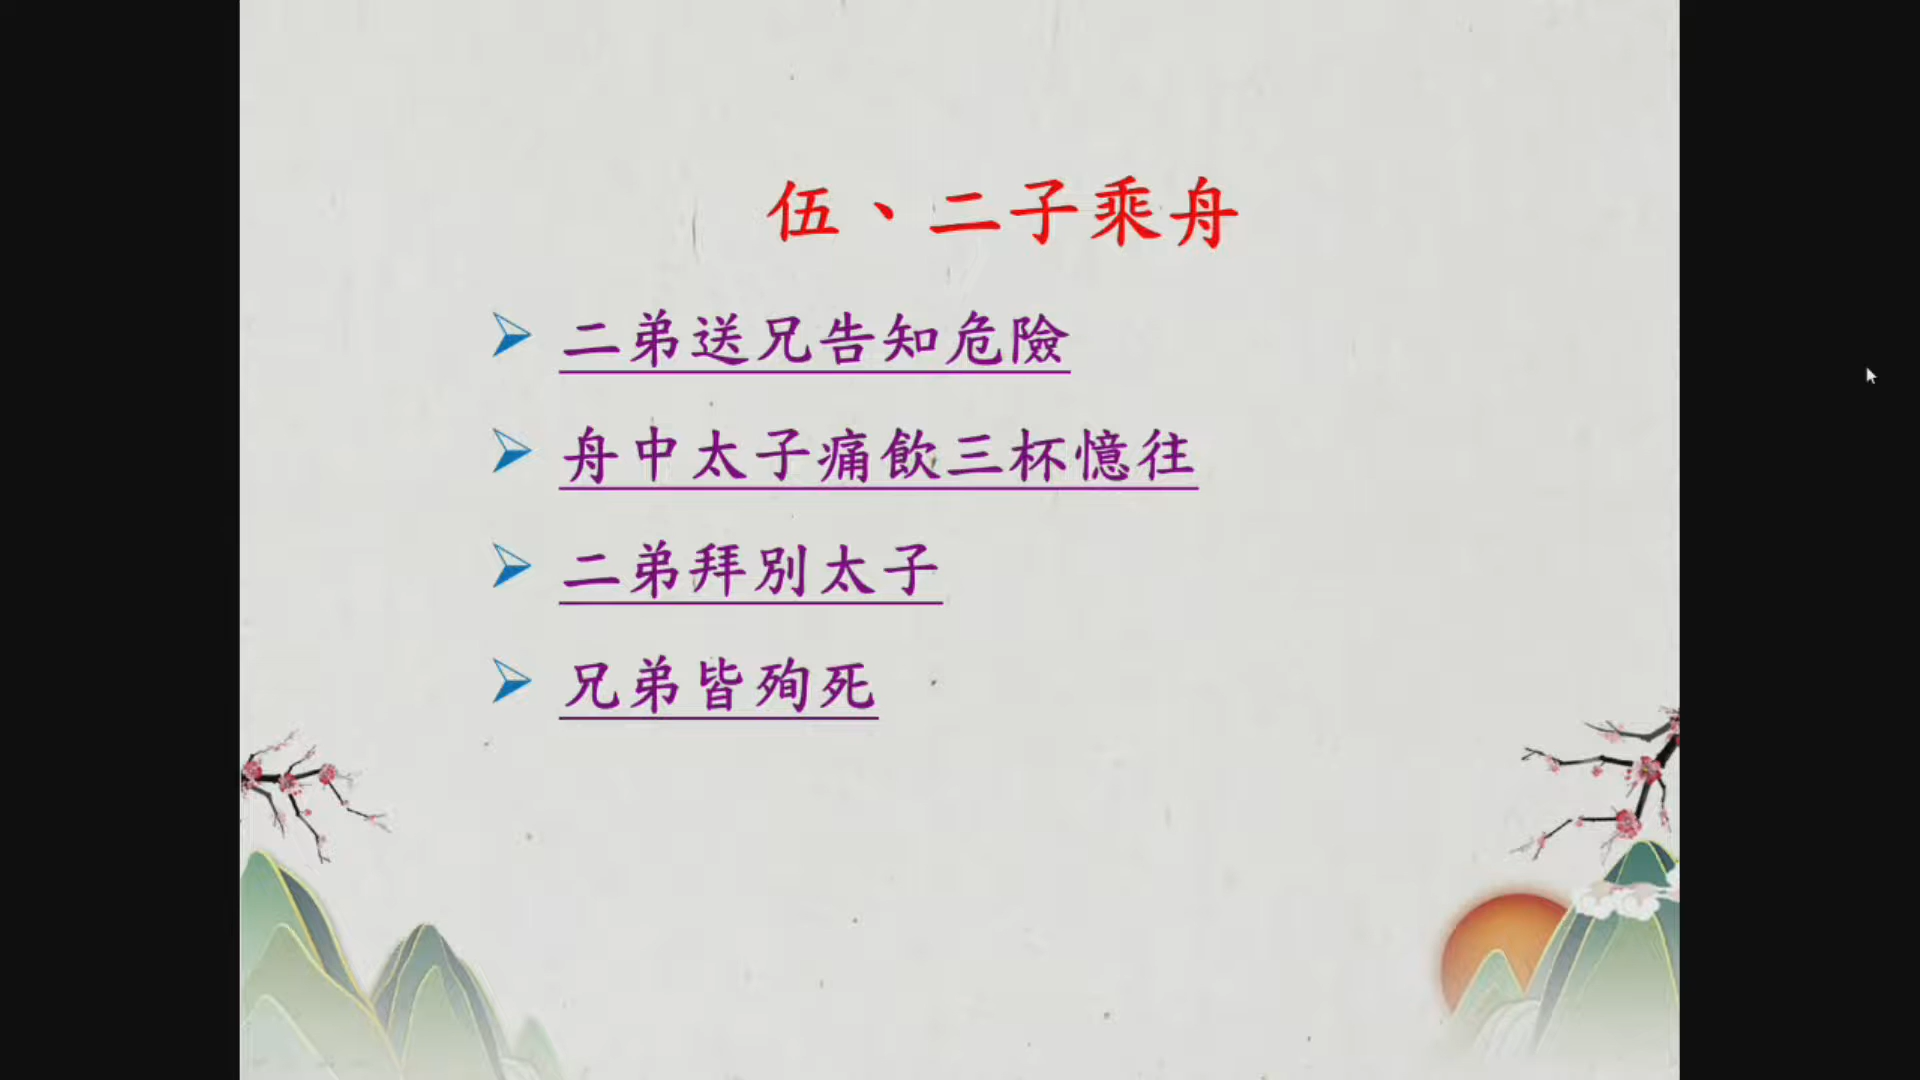 伍、二子乘舟
二弟送兄告知危險
舟中太子痛飲三杯憶往
二弟拜別太子
兄弟皆殉死